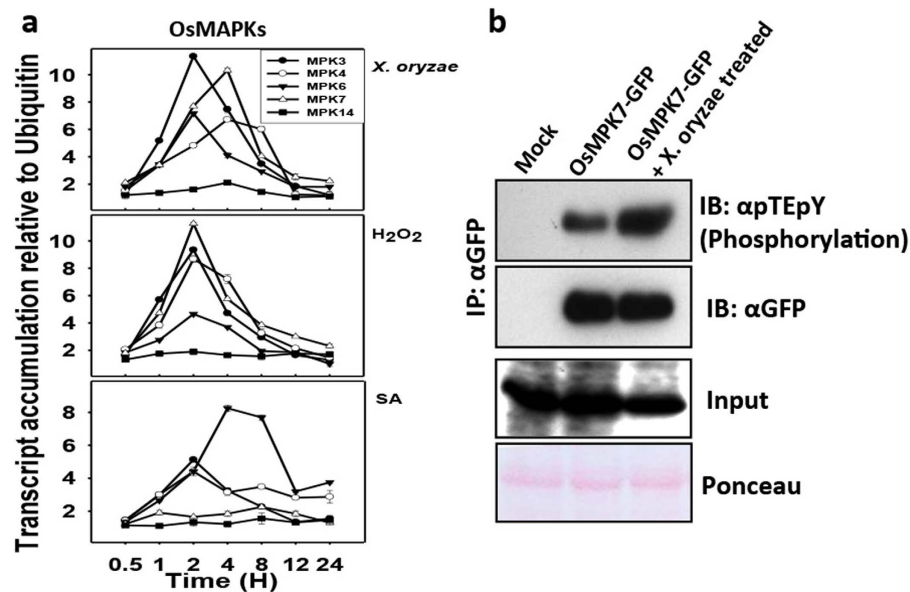 a
OsMAPKs
Transcript accumulation relative to Ubiquitin
10
8
6
4
2
MPK3
MPK4
MPK6
MPK7
MPK14
X. oryzae
10
8
6
4
2
H2O2
8
6
4
2
SA
0.5 1 2 4 8 12 24
Time (H)
b
Mock
OsMPK7-GFP
OsMPK7-GFP
+ X. oryzae treated
IP: αGFP
IB: αpTEpY
(Phosphorylation)
IB: αGFP
Input
Ponceau